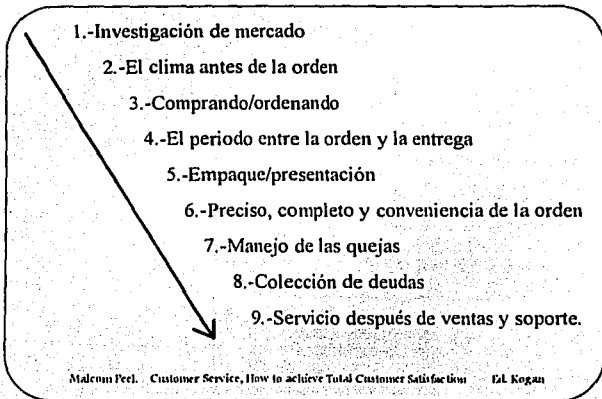 1.-Investigación de mercado
2.-El clima antes de la orden
3.-Comprando/ordenando
4.-El periodo entre la orden y la entrega
5.-Empaque/presentación
6.-Preciso, completo y conveniencia de la orden
7.-Manejo de las quejas
8.-Colección de deudas
9.-Servicio después de ventas y soporte.
Malcom Peel. Customer Service, How to achieve Total Customer Satisfaction Ed. Kogan